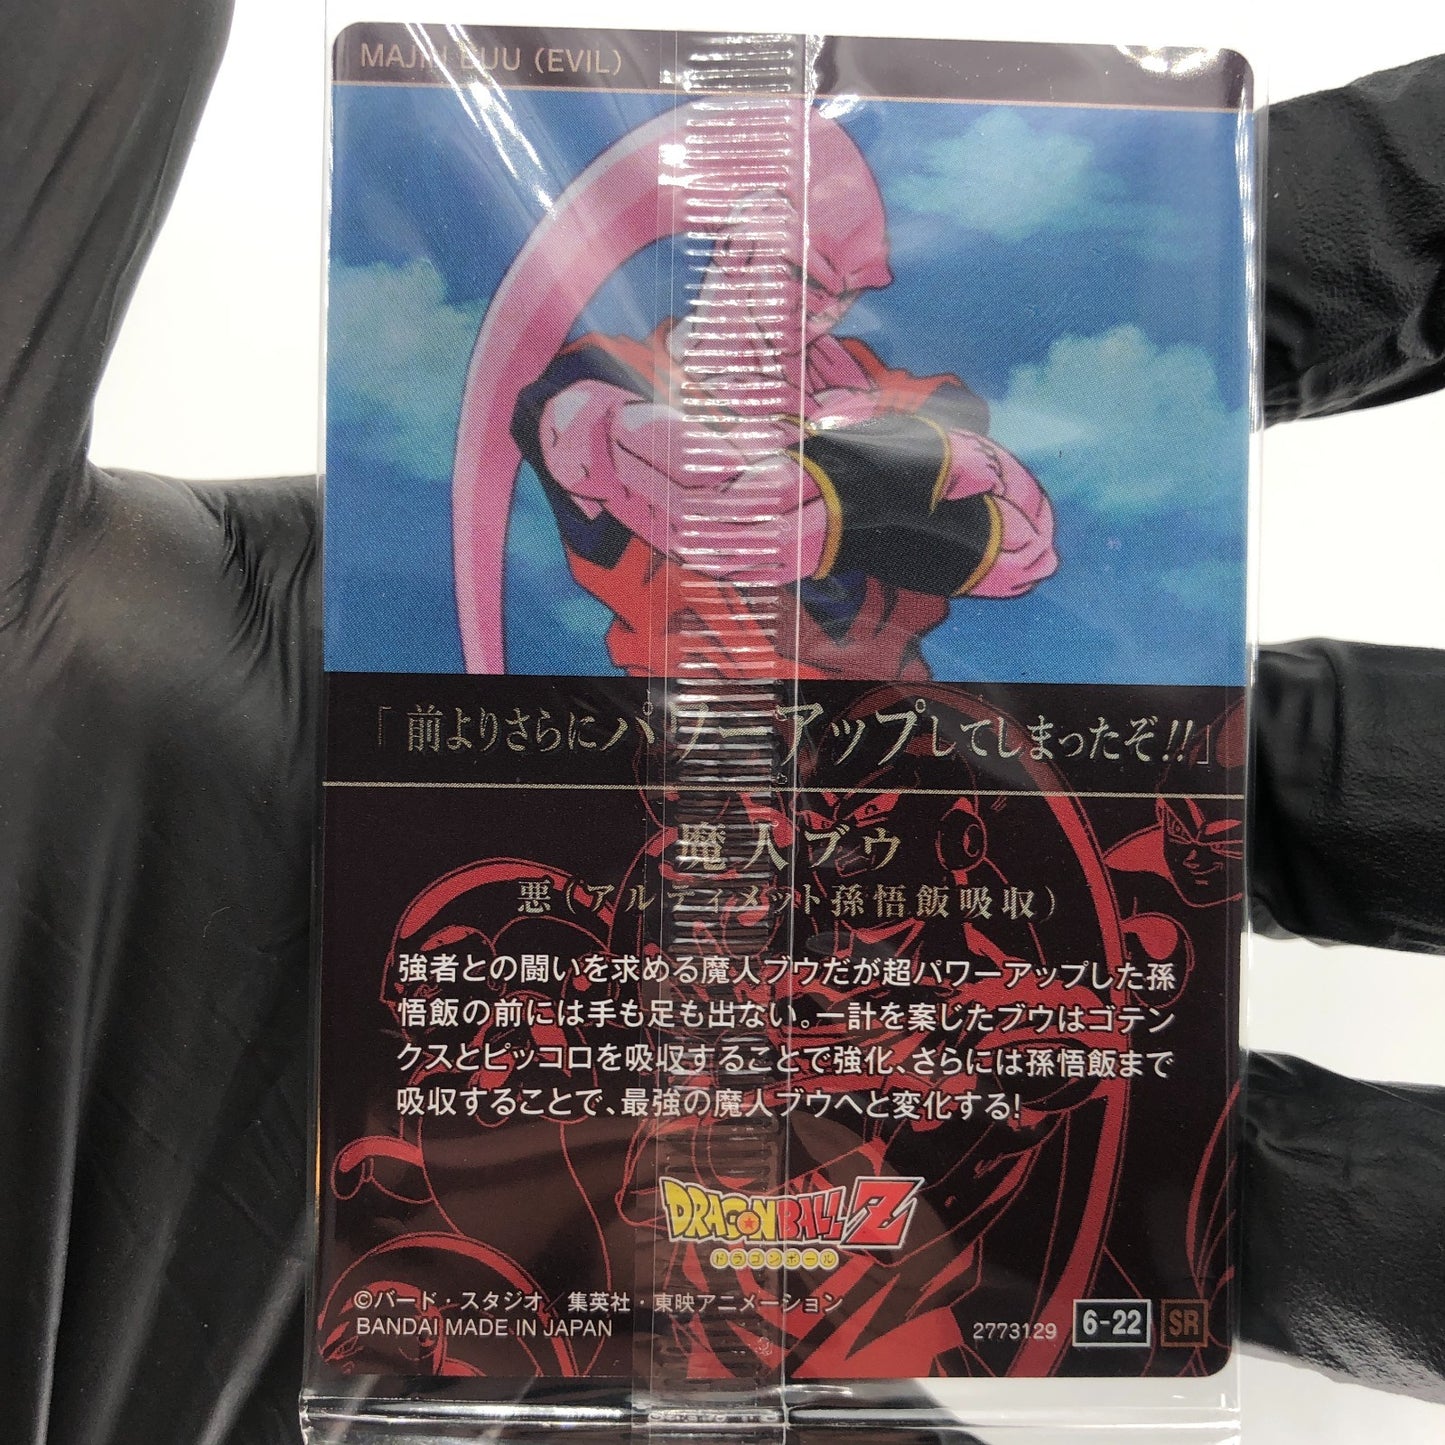 MAJIN BUU (EVIL)
「前よりさらにパワーアップしてしまったぞ!!」
魔人ブゥ
悪(アルティメット孫悟飯吸収)
強者との闘いを求める魔人ブウだが超パワーアップした孫
悟飯の前には手も足も出ない。一計を案じたブウはゴテン
クスとピッコロを吸収することで強化、さらには孫悟飯まで
吸収することで、最強の魔人ブウへと変化する!
DRAGON BALL Z
ドラゴンボール
©バード・スタジオ 集英社・東映アニメーション
BANDAI MADE IN JAPAN
2773129 6-22 SR